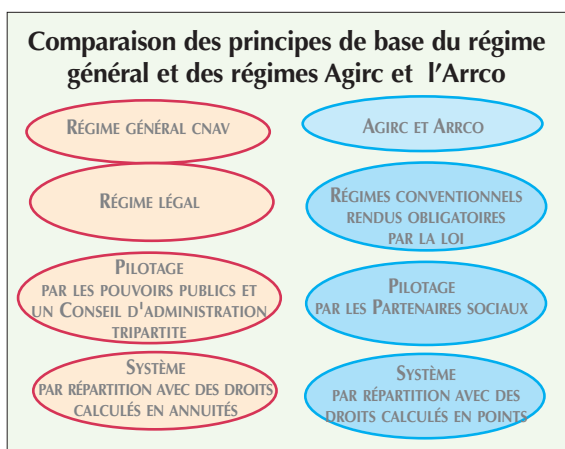 Comparaison des principes de base du régime
général et des régimes Agirc et l'Arrco
RÉGIME GÉNÉRAL CNAV
AGIRC ET ARRCO
RÉGIME LÉGAL
RÉGIMES CONVENTIONNELS
RENDUS OBLIGATOIRES
PAR LA LOI
PILOTAGE
PAR LES POUVOIRS PUBLICS ET
UN CONSEIL D'ADMINISTRATION
TRIPARTITE
PILOTAGE
PAR LES PARTENAIRES SOCIAUX
SYSTÈME
PAR RÉPARTITION AVEC DES DROITS
CALCULÉS EN ANNUITÉS
SYSTÈME
PAR RÉPARTITION AVEC DES
DROITS CALCULÉS EN POINTS